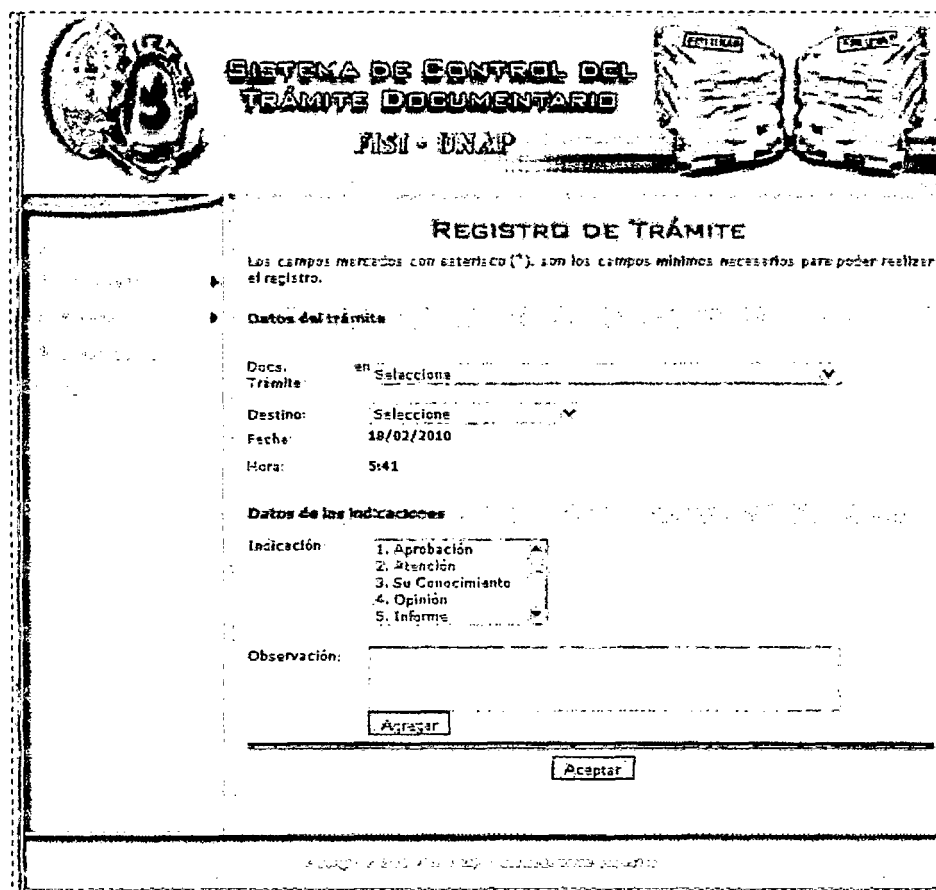 SISTEMA DE CONTROL DEL
TRÁMITE DOCUMENTARIO
FISI - UNAP
REGISTRO DE TRÁMITE
Los campos marcados con asterisco (*), son los campos mínimos necesarios para poder realizar
el registro.
Datos del trámite
Docs. en
Trámite:
Seleccione
Destino: Seleccione
Fecha: 18/02/2010
Hora: 5:41
Datos de las indicaciones
Indicación:
1. Aprobación
2. Atención
3. Su Conocimiento
4. Opinión
5. Informe
Observación:
Agregar
Aceptar